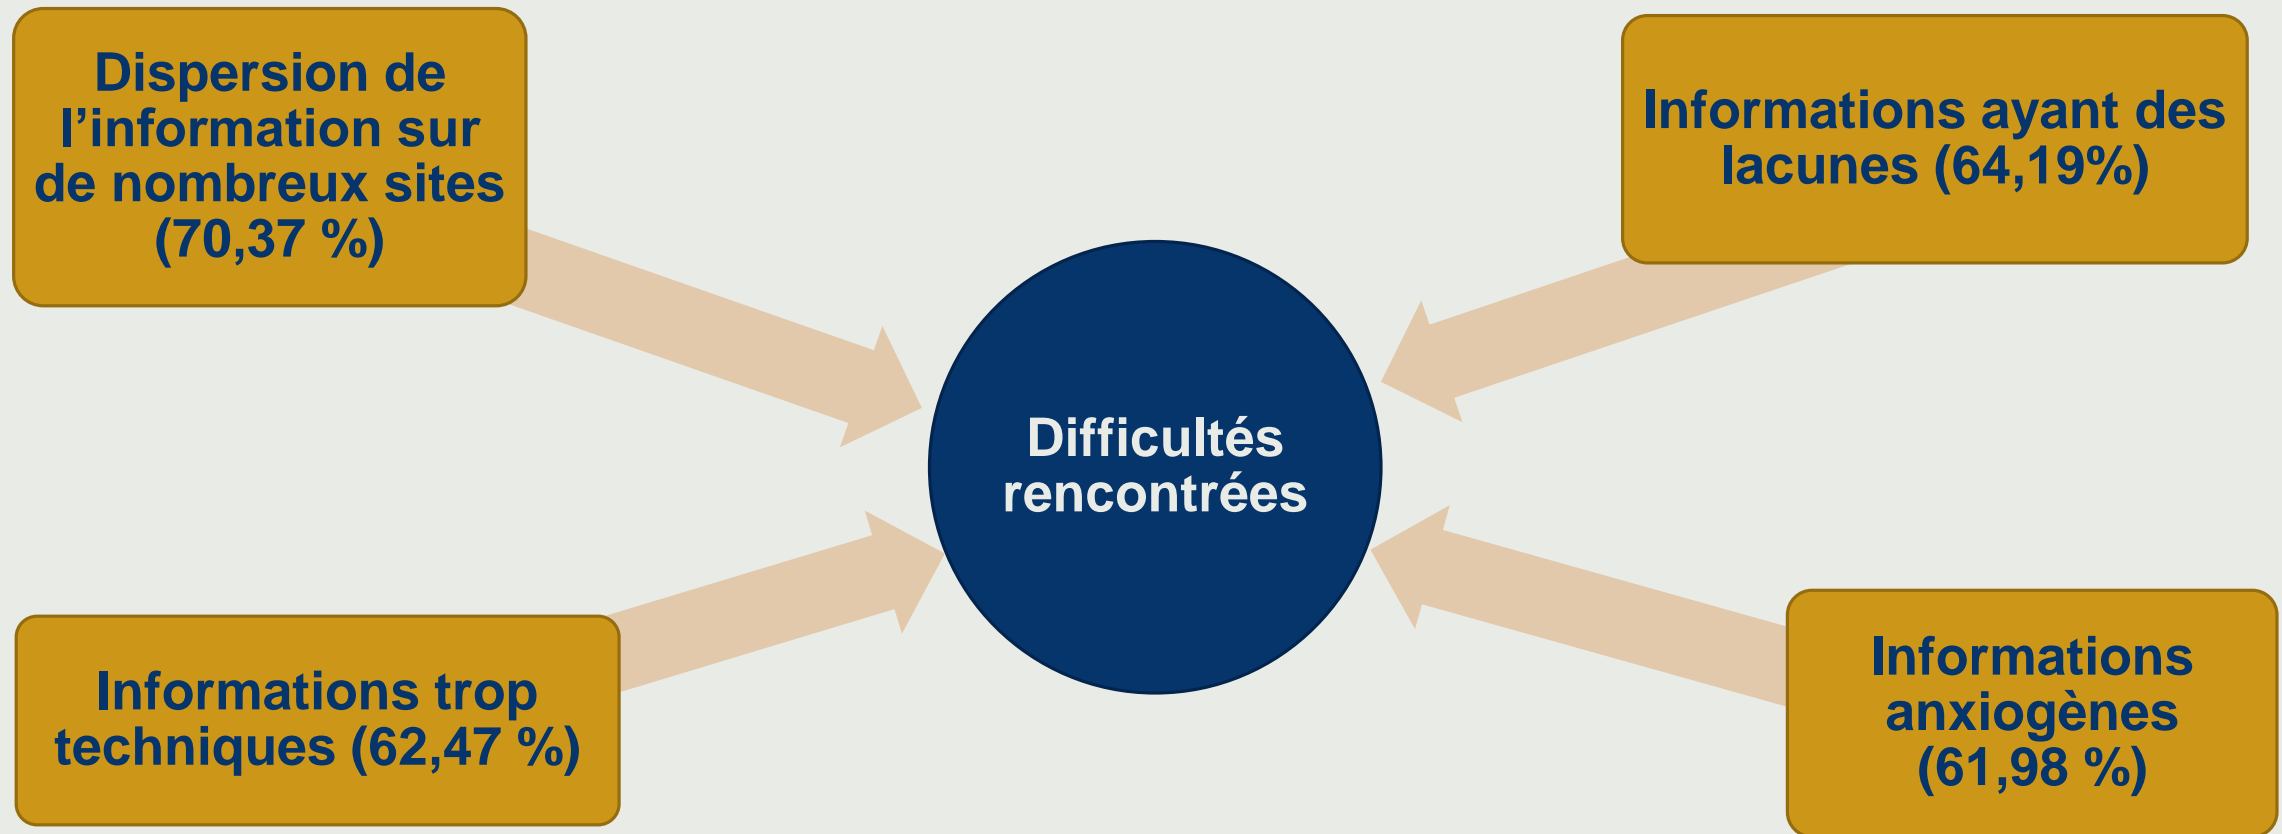 Dispersion de
l’information sur
de nombreux sites
(70,37 %)
Informations ayant des
lacunes (64,19%)
Difficultés
rencontrées
Informations trop
techniques (62,47 %)
Informations
anxiogènes
(61,98 %)